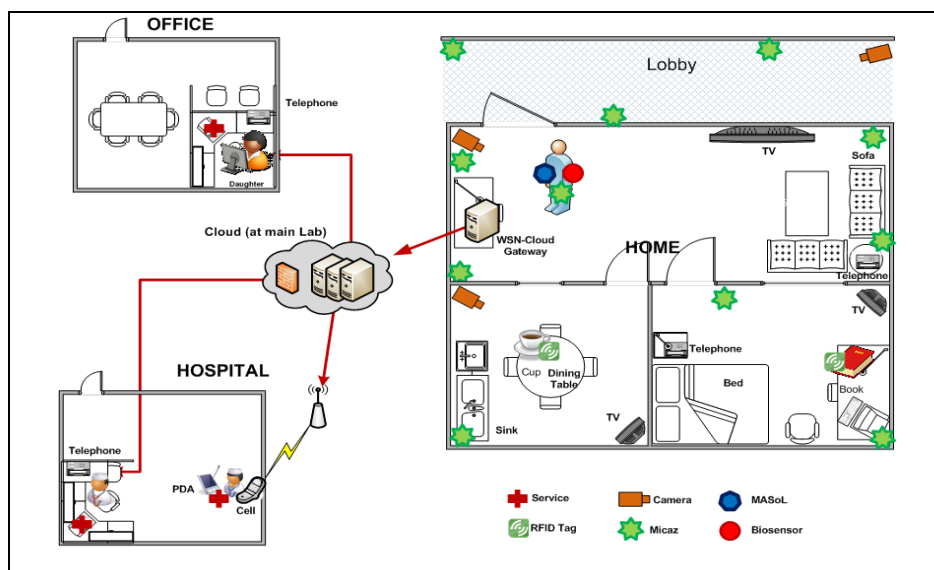 OFFICE
Telephone
Daughter
Lobby
TV
Sofa
Cloud (at main Lab)
WSN-Cloud
Gateway
HOME
Telephone
TV
HOSPITAL
Telephone
Cup
Dining
Table
Bed
Book
Sink
TV
Telephone
PDA
Cell
Service
Camera
MASoL
RFID Tag
Micaz
Biosensor